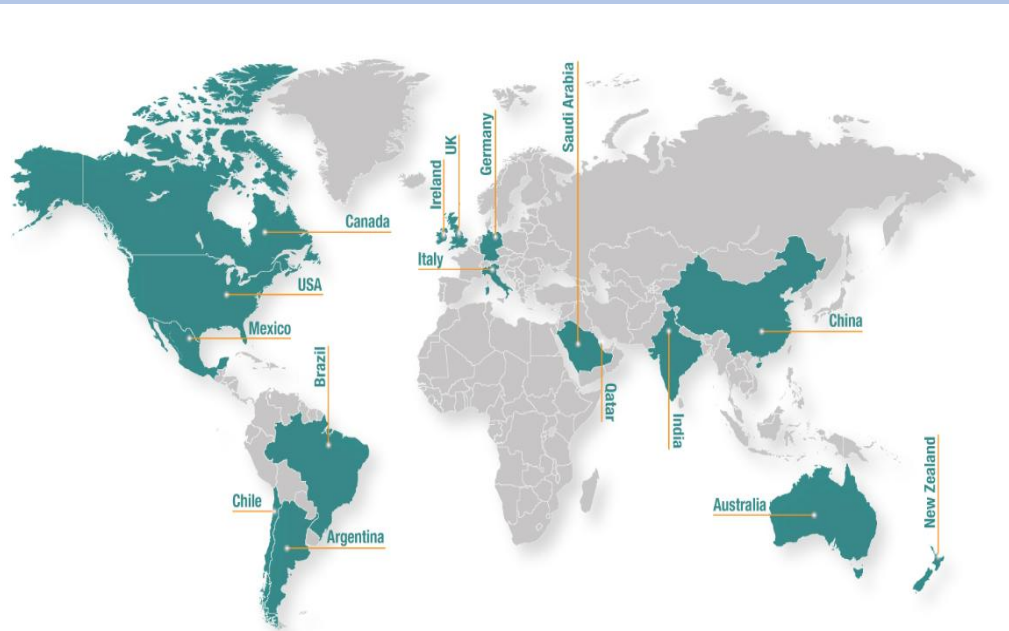 Saudi Arabia
Germany
UK
Ireland
Canada
Italy
USA
Mexico
China
Brazil
Qatar
India
Chile
Australia
New Zealand
Argentina